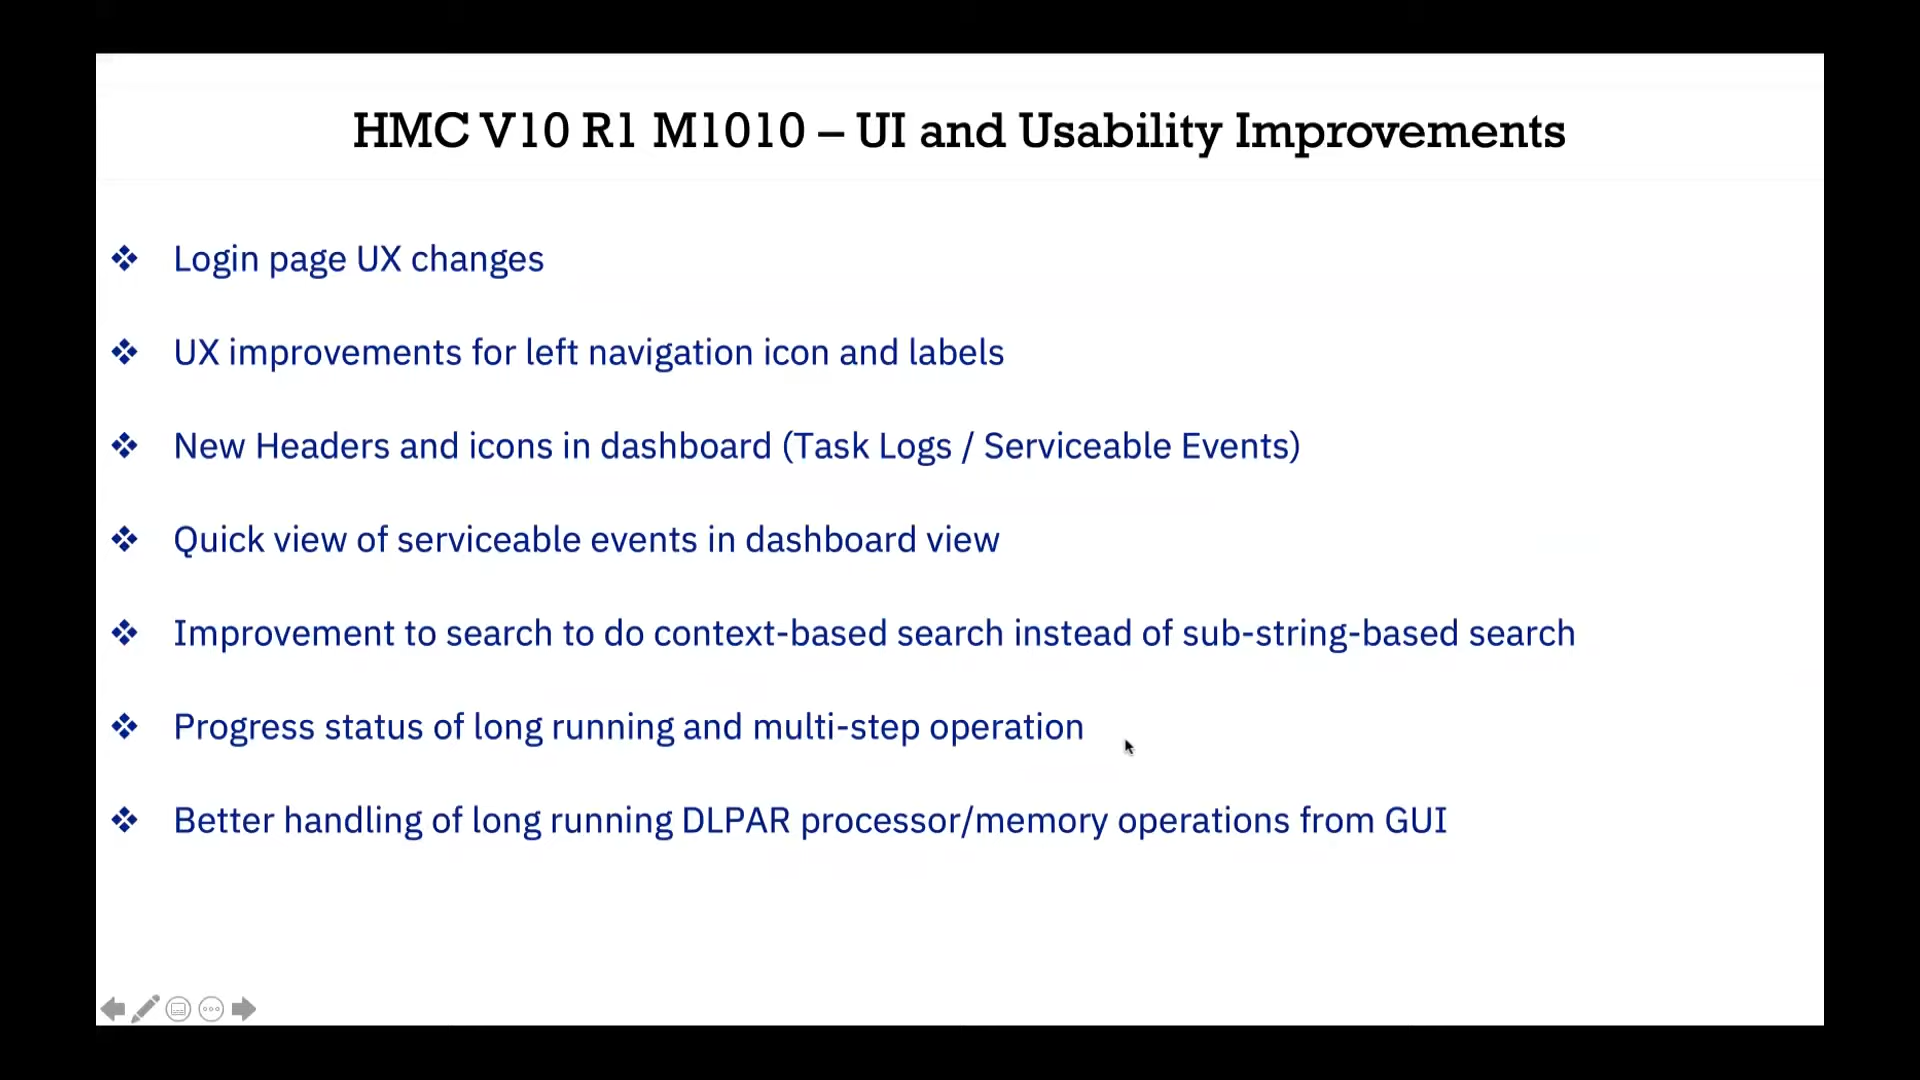 HMC V10 R1 M1010 – UI and Usability Improvements
❖ Login page UX changes
❖ UX improvements for left navigation icon and labels
❖ New Headers and icons in dashboard (Task Logs / Serviceable Events)
❖ Quick view of serviceable events in dashboard view
❖ Improvement to search to do context-based search instead of sub-string-based search
❖ Progress status of long running and multi-step operation
❖ Better handling of long running DLPAR processor/memory operations from GUI